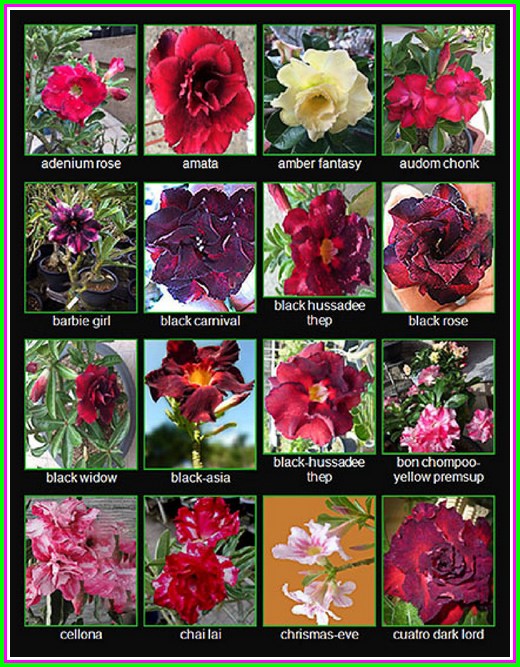 adenium rose
amata
amber fantasy
audom chonk
barbie girl
black carnival
black hussadee
thep
black rose
black widow
black-asia
black-hussadee
thep
bon chompoo-
yellow premsup
cellona
chai lai
chrismas-eve
cuatro dark lord